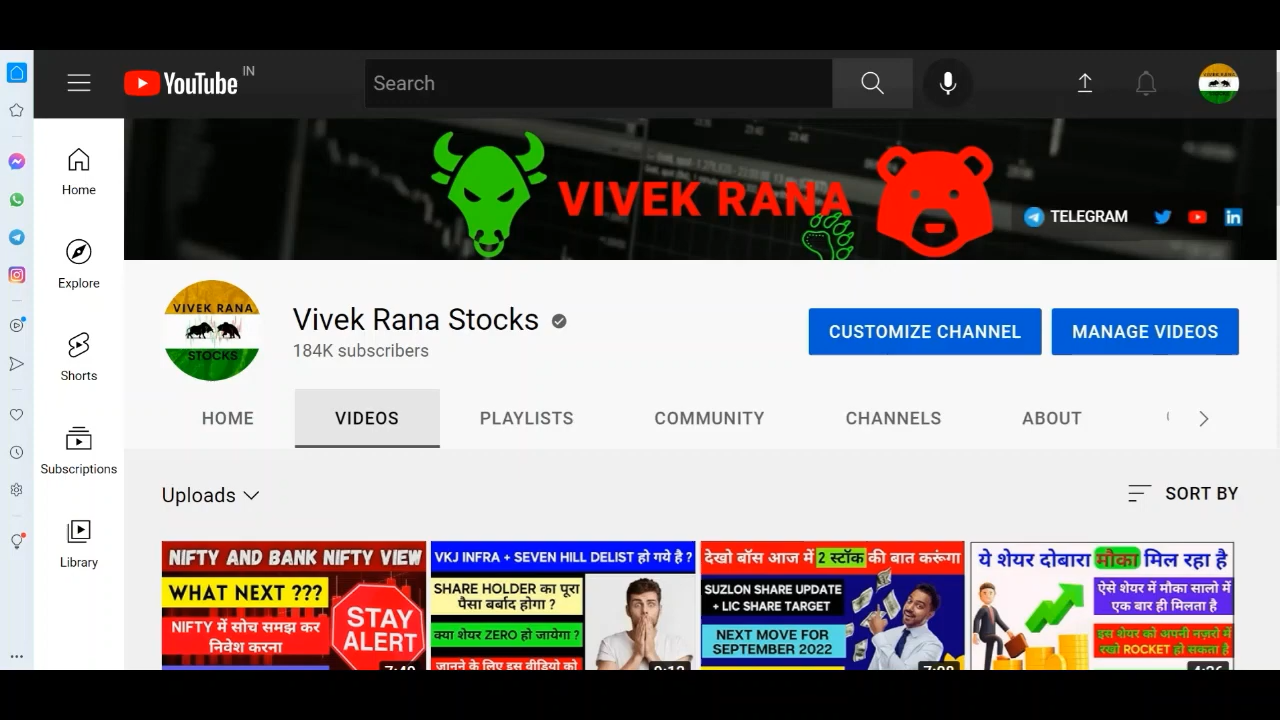 YouTube IN
Search
Home
Explore
Shorts
Subscriptions
Library
VIVEK RANA
TELEGRAM
VIVEK RANA
STOCKS
Vivek Rana Stocks
184K subscribers
CUSTOMIZE CHANNEL
MANAGE VIDEOS
HOME
VIDEOS
PLAYLISTS
COMMUNITY
CHANNELS
ABOUT
Uploads
SORT BY
NIFTY AND BANK NIFTY VIEW
WHAT NEXT ???
NIFTY में सोच समझ कर
निवेश करना
STAY
ALERT
VKJ INFRA + SEVEN HILL DELIST हो गये है ?
SHARE HOLDER का पूरा
पैसा बर्बाद होगा ?
क्या शेयर ZERO हो जायेगा ?
जानने के लिए इस वीडियो को
देखो बॉस आज में 2 स्टॉक की बात करूंगा
SUZLON SHARE UPDATE
+ LIC SHARE TARGET
NEXT MOVE FOR
SEPTEMBER 2022
ये शेयर दोबारा मौका मिल रहा है
ऐसे शेयर में मौका सालो में
एक बार ही मिलता है
इस शेयर को अपनी नज़रो में
रखो ROCKET हो सकता है